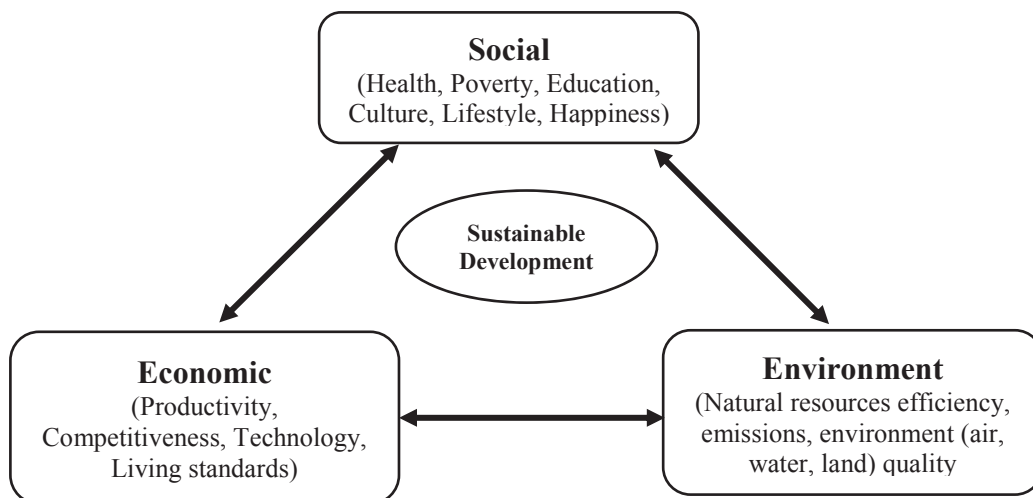 Social
(Health, Poverty, Education,
Culture, Lifestyle, Happiness)
Sustainable
Development
Economic
(Productivity,
Competitiveness, Technology,
Living standards)
Environment
(Natural resources efficiency,
emissions, environment (air,
water, land) quality